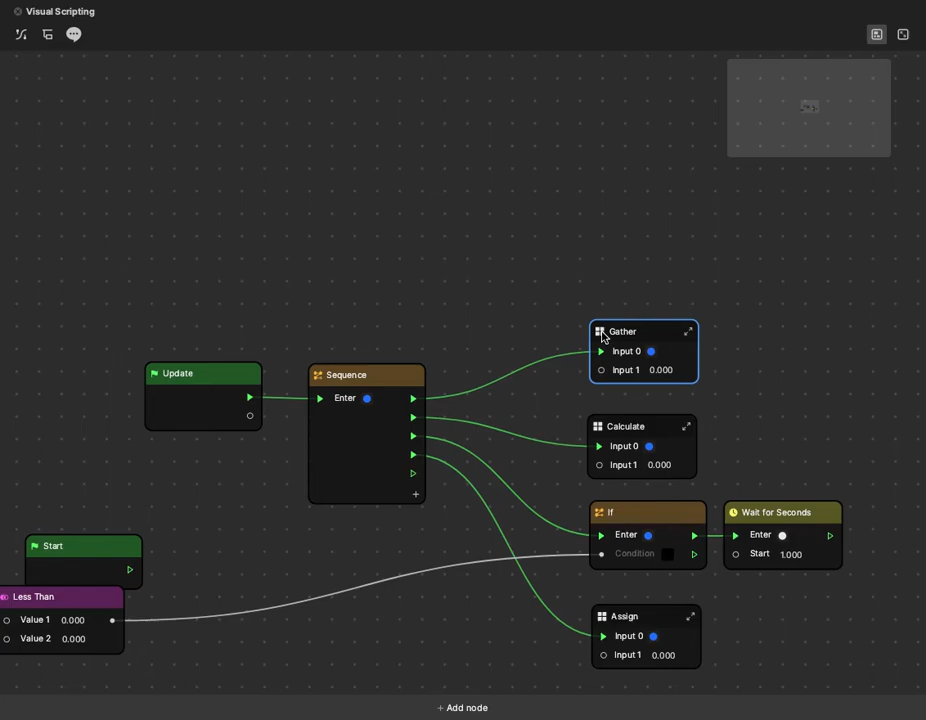 Visual Scripting
Gather
Input 0
Input 1 0.000
Update
Sequence
Enter
Calculate
Input 0
Input 1 0.000
If
Enter
Condition
Wait for Seconds
Enter
Start 1.000
Start
Less Than
Value 1 0.000
Value 2 0.000
Assign
Input 0
Input 1 0.000
+ Add node